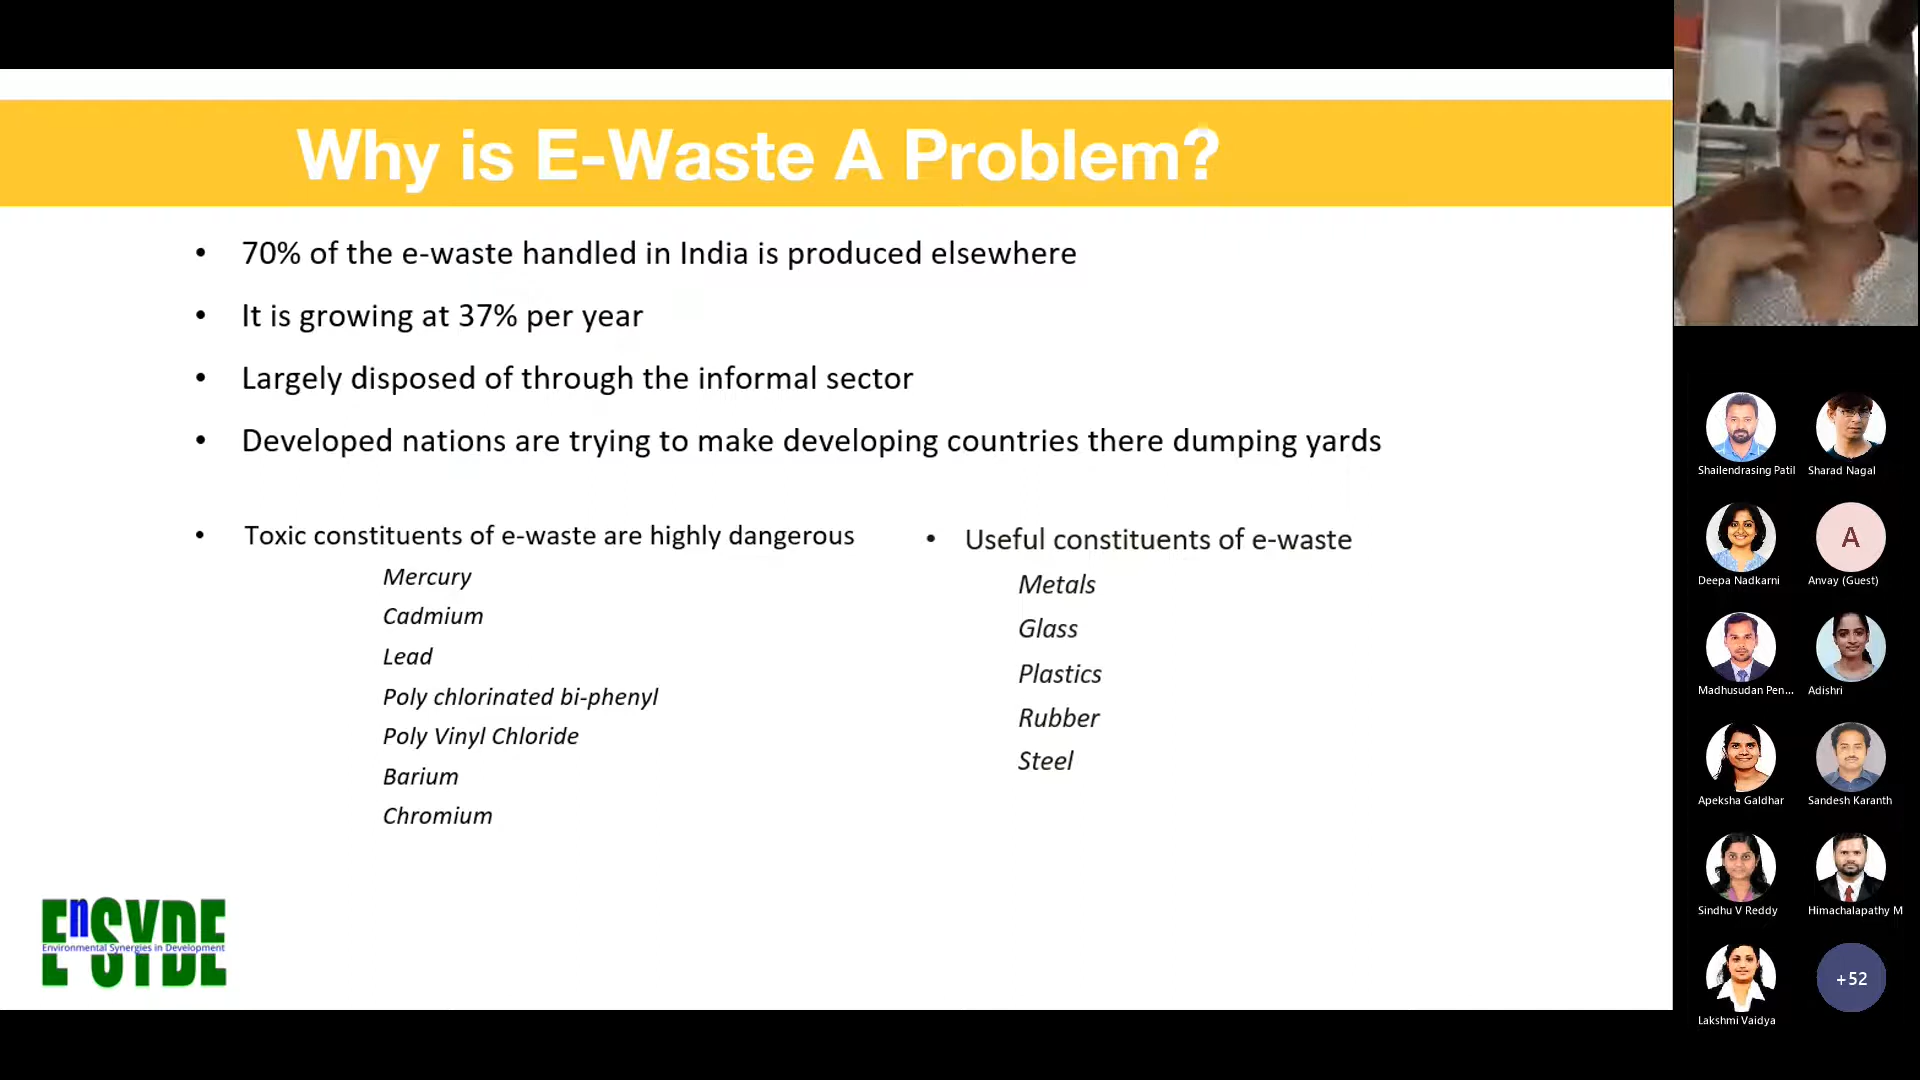 Why is E-Waste A Problem?
• 70% of the e-waste handled in India is produced elsewhere
• It is growing at 37% per year
• Largely disposed of through the informal sector
• Developed nations are trying to make developing countries there dumping yards
• Toxic constituents of e-waste are highly dangerous
Mercury
Cadmium
Lead
Poly chlorinated bi-phenyl
Poly Vinyl Chloride
Barium
Chromium
• Useful constituents of e-waste
Metals
Glass
Plastics
Rubber
Steel
EnSYDE
Environmental Synergies in Development
Shailendrasing Patil
Sharad Nagal
Deepa Nadkarni
A
Anvay (Guest)
Madhusudan Pen...
Adishri
Apeksha Galdhar
Sandesh Karanth
Sindhu V Reddy
Himachalapathy M
Lakshmi Vaidya
+52